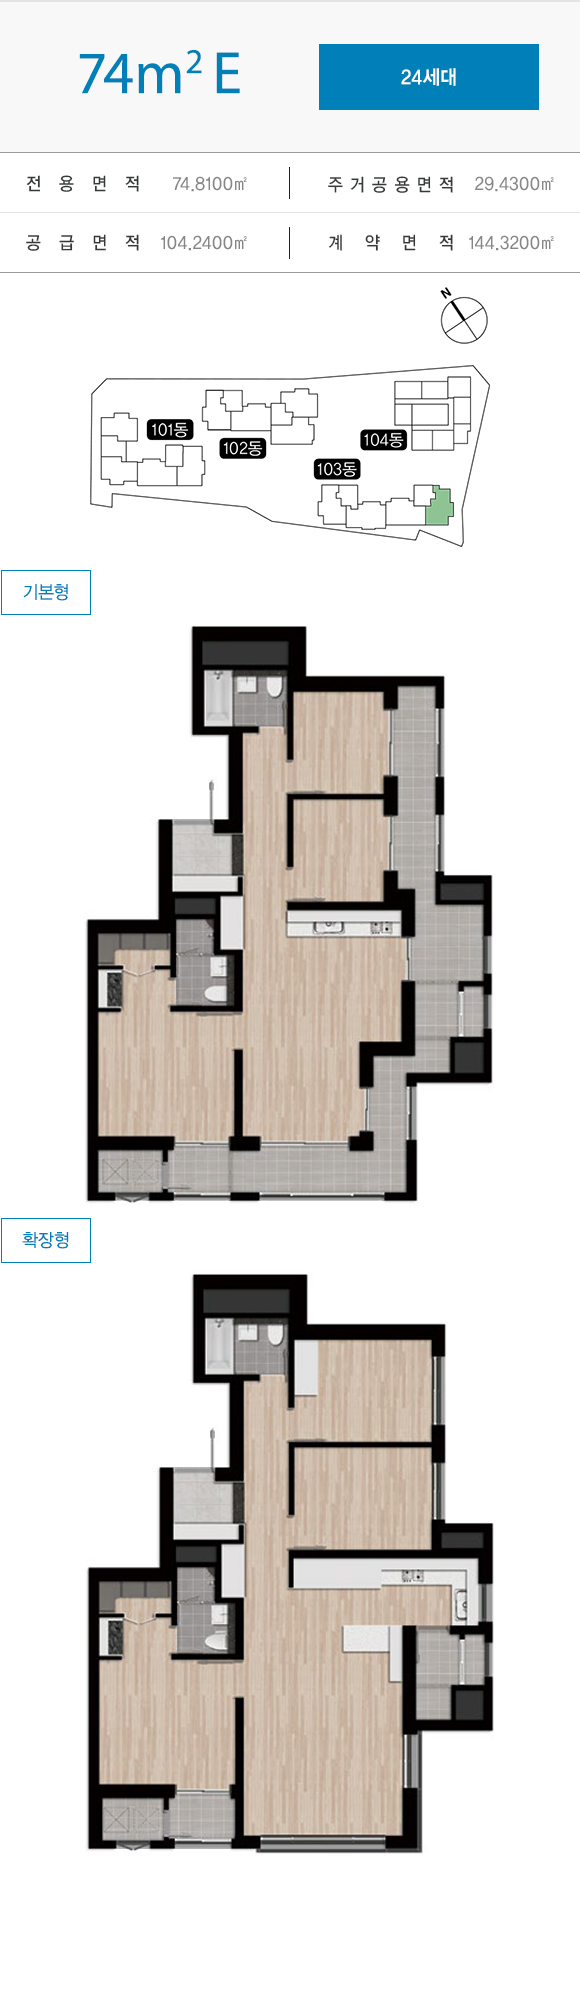 74m² E
24세대
전용면적 74.8100㎡ 주거공용면적 29.4300㎡
공급면적 104.2400㎡ 계약면적 144.3200㎡
N
101동
102동
104동
103동
기본형
확장형